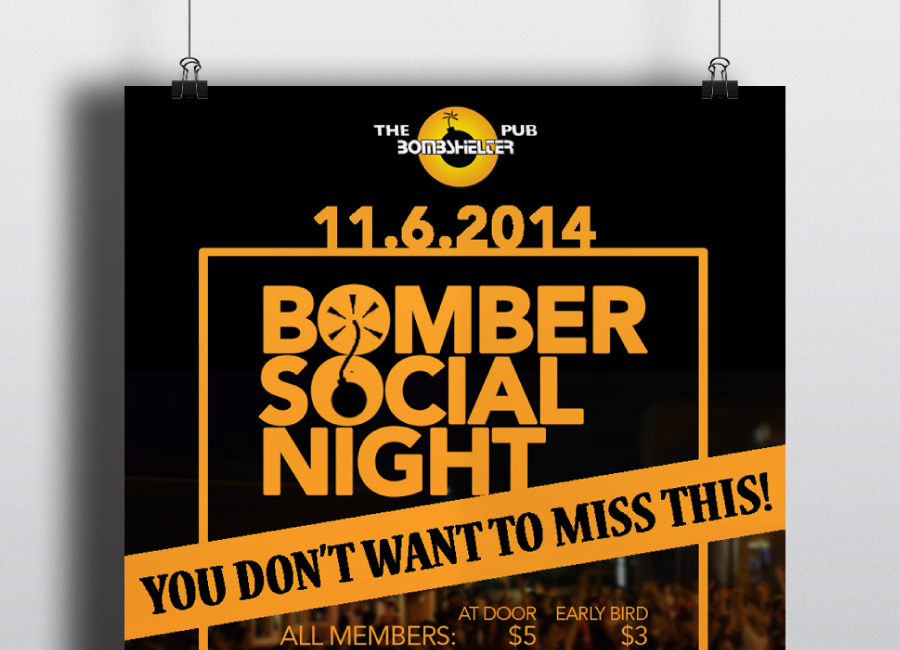 THE PUB
BOMBSHELTER
11.6.2014
BOMBER
SOCIAL
NIGHT
YOU DON'T WANT TO MISS THIS!
AT DOOR EARLY BIRD
ALL MEMBERS: $5 $3